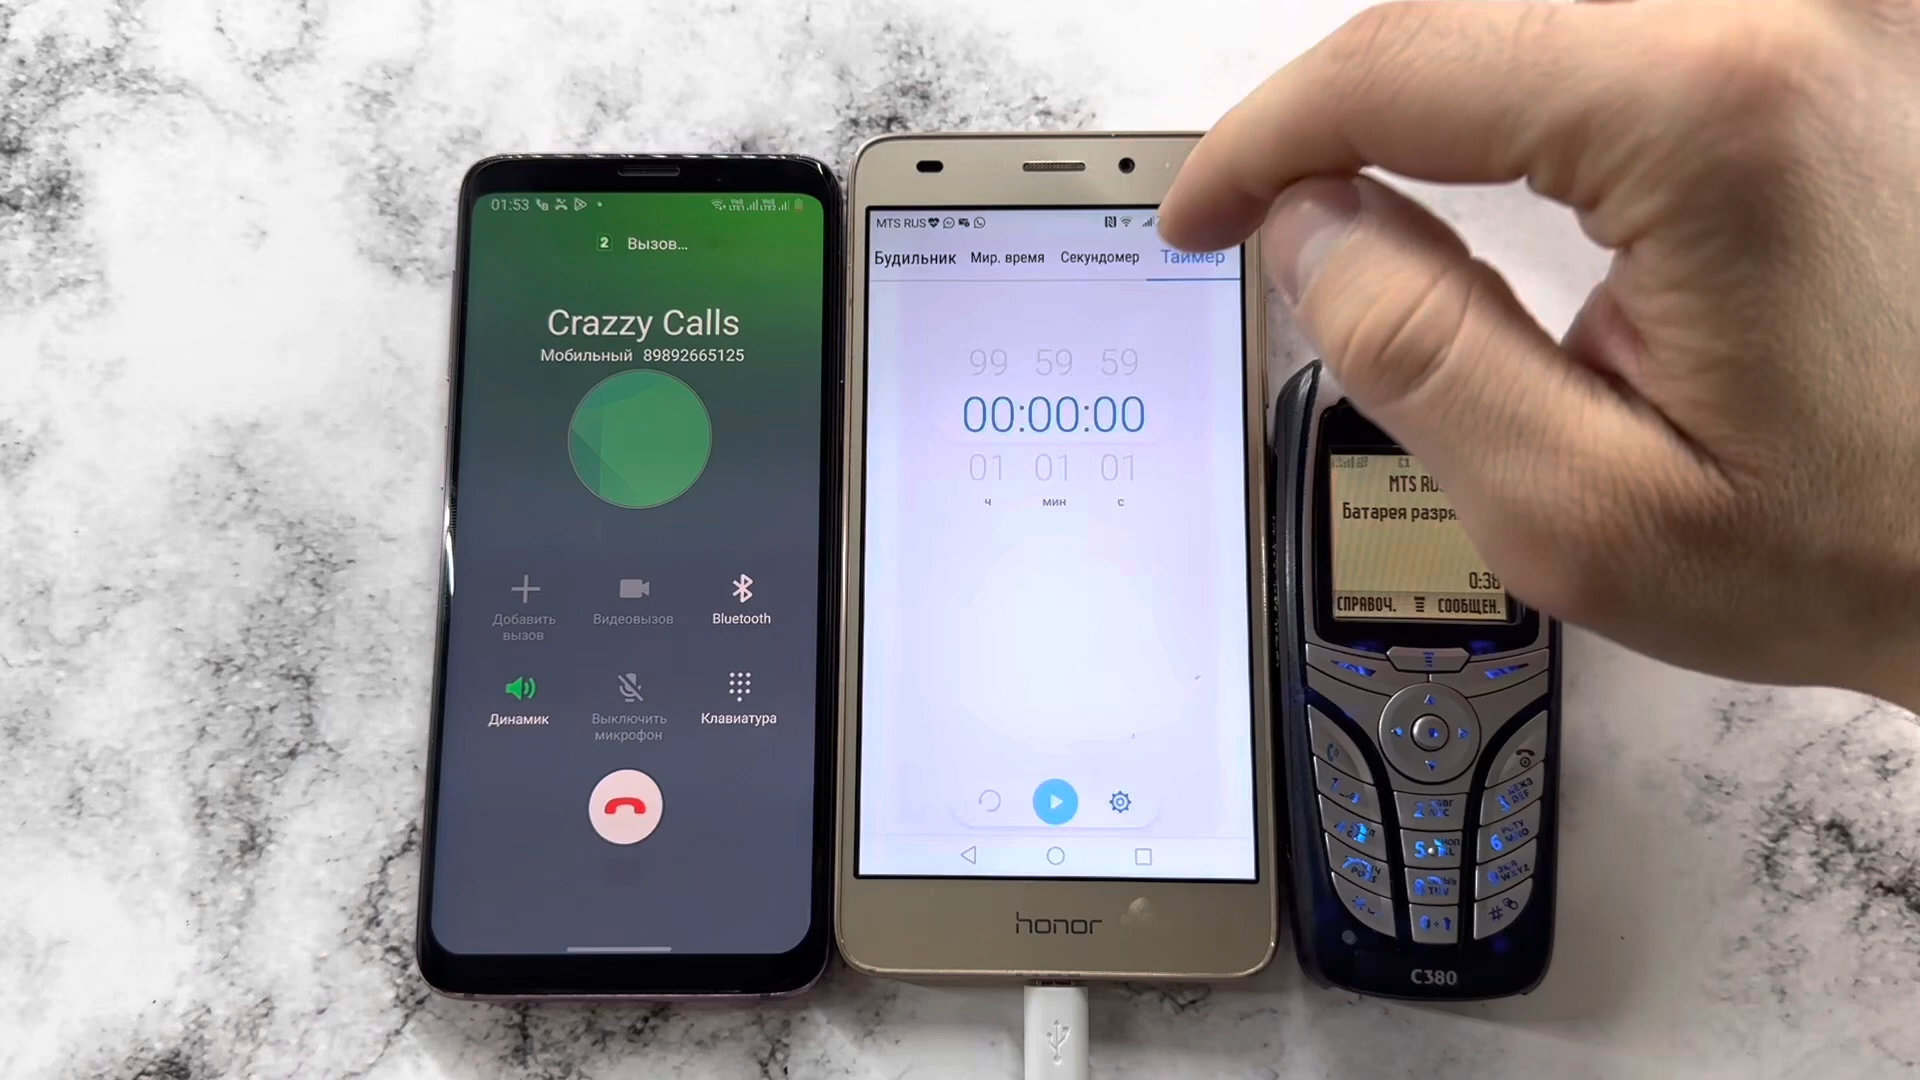 01:53
2 Вызов...
Crazzy Calls
Мобильный 89892665125
Добавить вызов
Видеовызов
Bluetooth
Динамик
Выключить микрофон
Клавиатура
MTS RUS
Будильник Мир. время Секундомер Таймер
99 59 59
00:00:00
01 01 01
ч мин с
honor
MTS
Батарея
0:38
СПРАВОЧ. СООБЩЕН.
C380